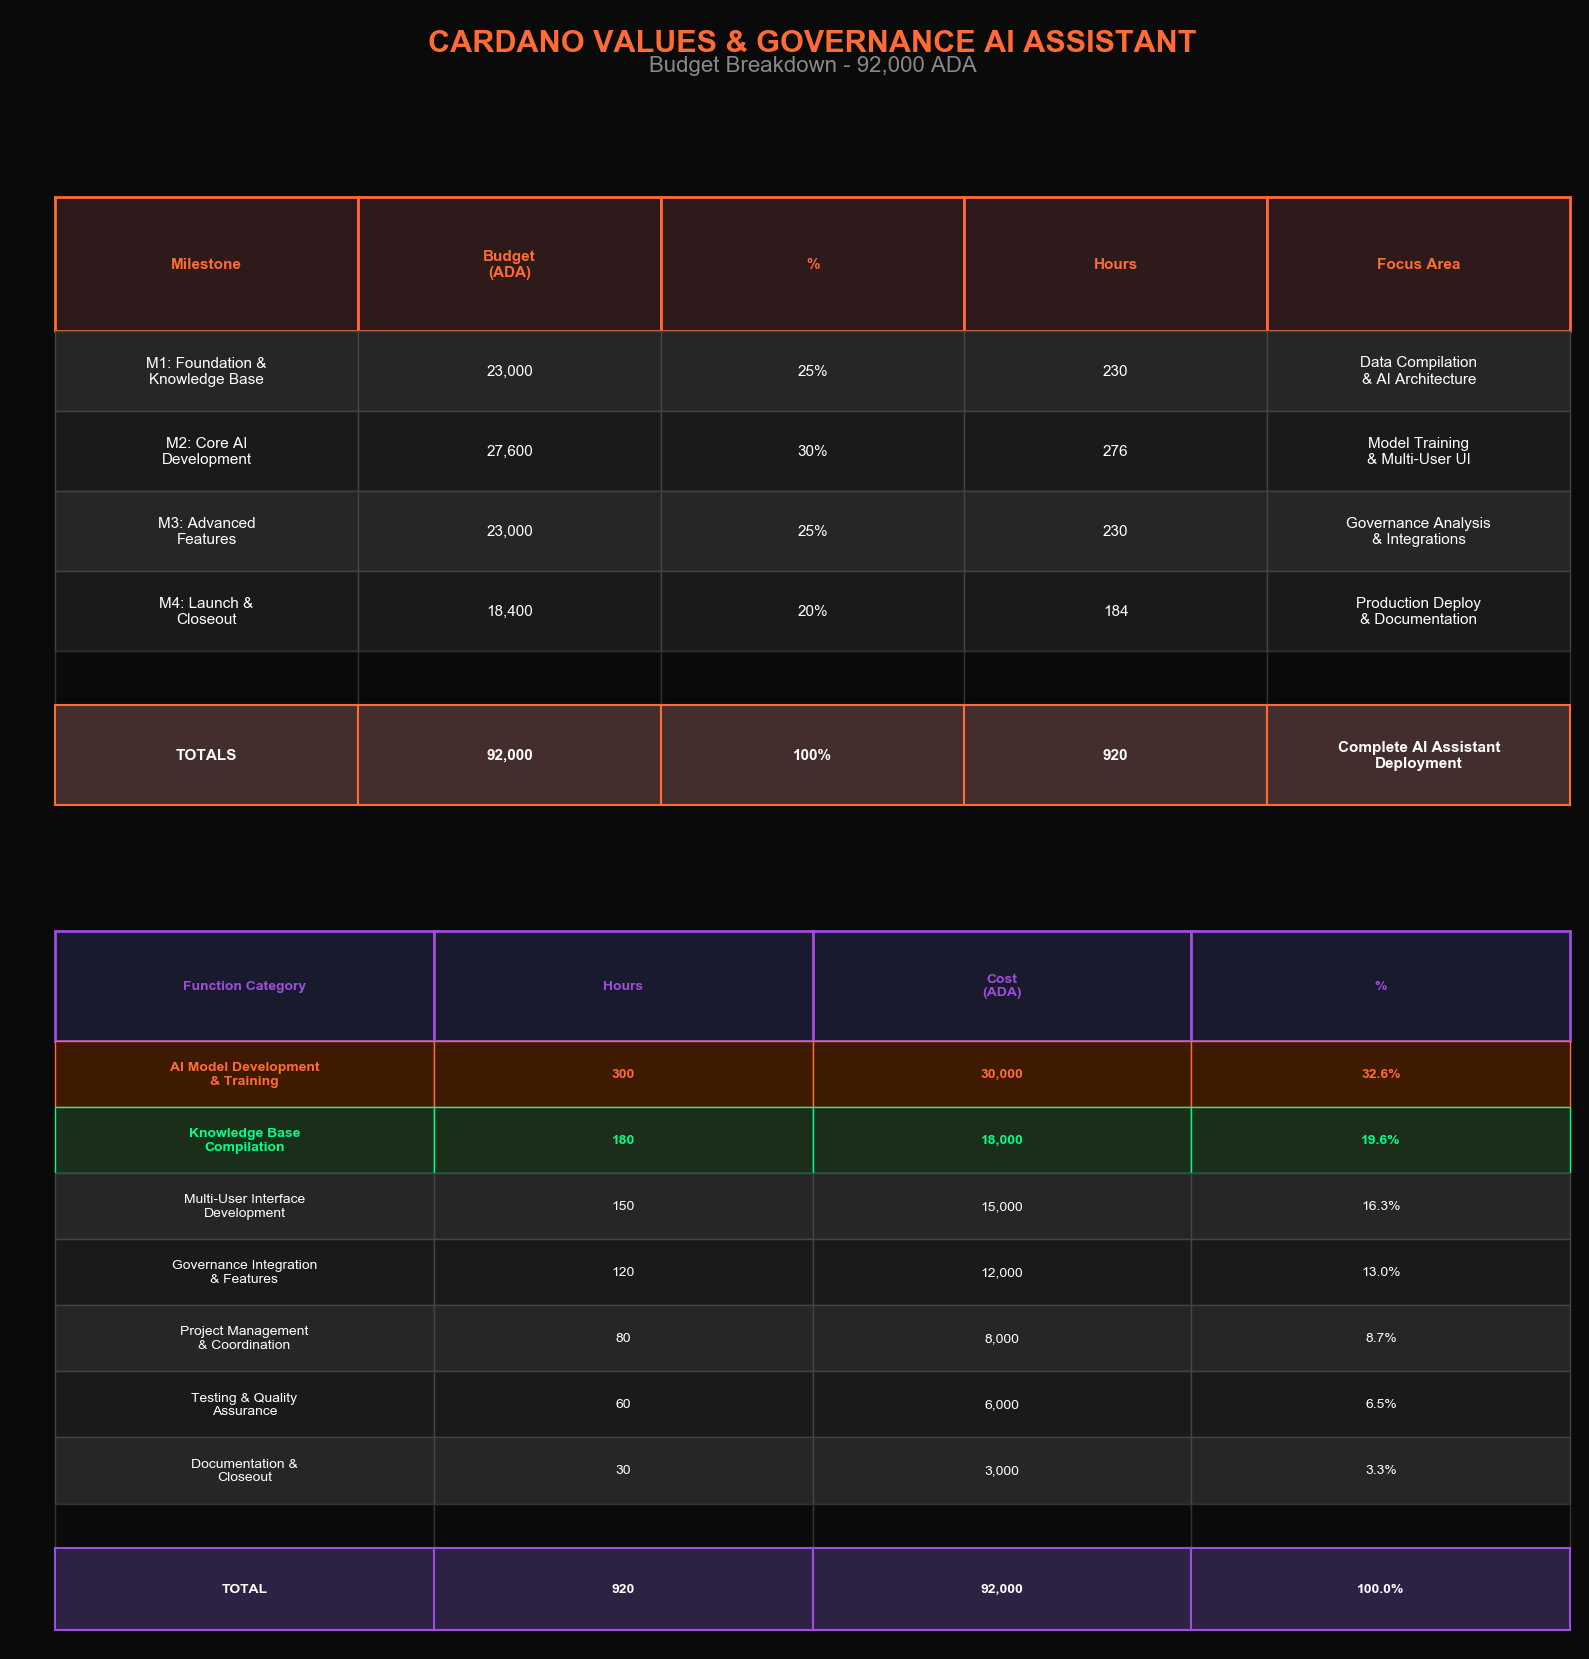 CARDANO VALUES & GOVERNANCE AI ASSISTANT
Budget Breakdown - 92,000 ADA
Milestone
Budget
(ADA)
%
Hours
Focus Area
M1: Foundation &
Knowledge Base
23,000
25%
230
Data Compilation
& AI Architecture
M2: Core AI
Development
27,600
30%
276
Model Training
& Multi-User UI
M3: Advanced
Features
23,000
25%
230
Governance Analysis
& Integrations
M4: Launch &
Closeout
18,400
20%
184
Production Deploy
& Documentation
TOTALS
92,000
100%
920
Complete AI Assistant
Deployment
Function Category
Hours
Cost
(ADA)
%
AI Model Development
& Training
300
30,000
32.6%
Knowledge Base
Compilation
180
18,000
19.6%
Multi-User Interface
Development
150
15,000
16.3%
Governance Integration
& Features
120
12,000
13.0%
Project Management
& Coordination
80
8,000
8.7%
Testing & Quality
Assurance
60
6,000
6.5%
Documentation &
Closeout
30
3,000
3.3%
TOTAL
920
92,000
100.0%